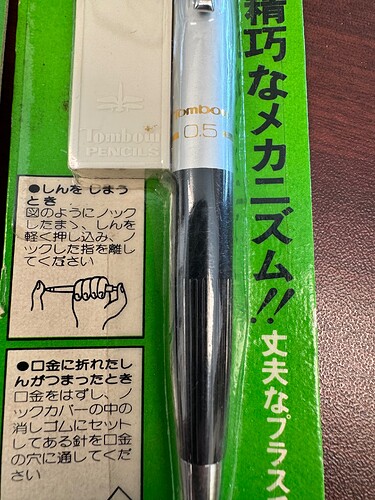 精巧なメカニズム!!
丈夫なプラス
Tombow
PENCILS
Tombow
0.5
●しんをしまう
とき
図のようにノック
したまゝ、しんを
軽く押し込み、ノ
ックした指を離し
てください
●口金に折れたし
んがつまったとき
口金をはずし、ノ
ックカバーの中の
消しゴムにセット
してある針を口金
の穴に通してくだ
さい